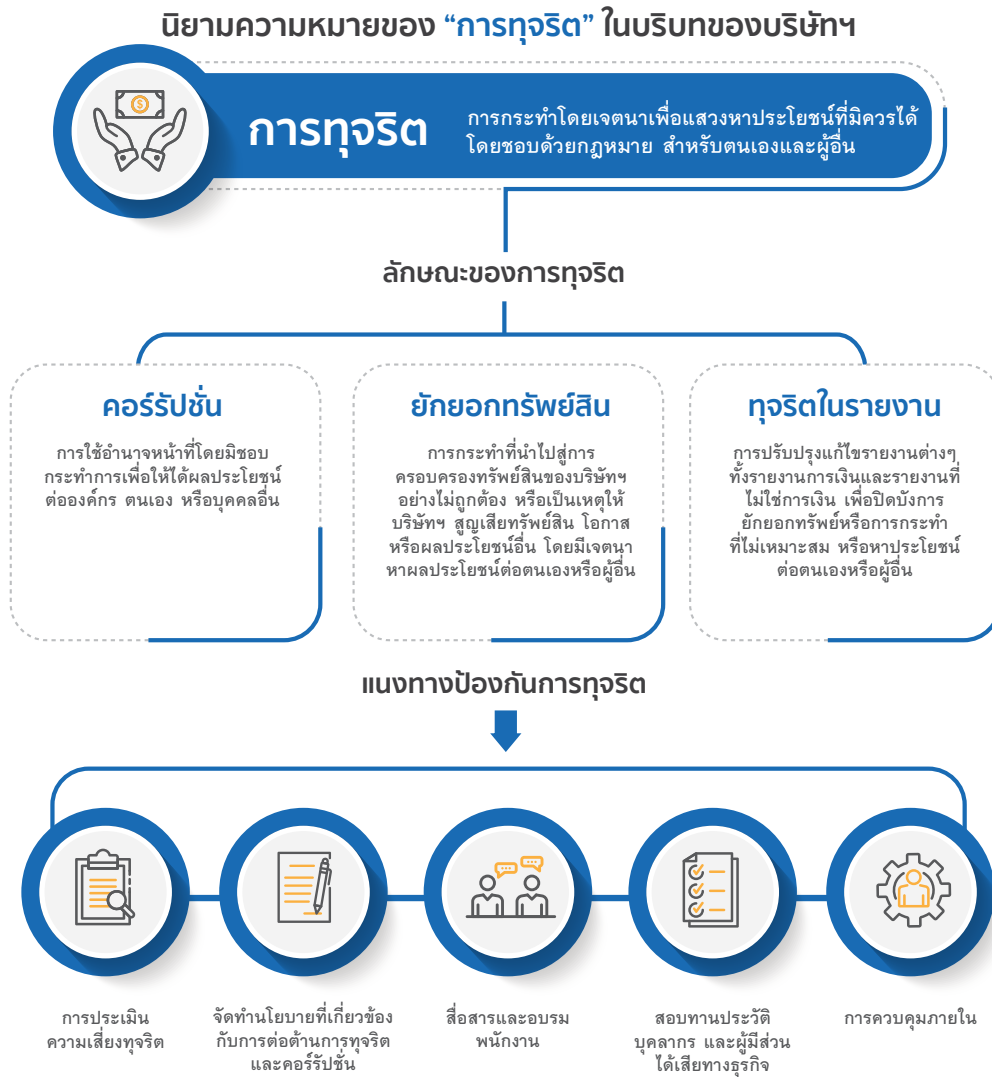 นิยามความหมายของ “การทุจริต” ในบริบทของบริษัทฯ
การทุจริต
การกระทำโดยเจตนาเพื่อแสวงหาประโยชน์ที่มิควรได้
โดยชอบด้วยกฎหมาย สำหรับตนเองและผู้อื่น
ลักษณะของการทุจริต
คอร์รัปชั่น
การใช้อำนาจหน้าที่โดยมิชอบ
กระทำการเพื่อให้ได้ผลประโยชน์
ต่อองค์กร ตนเอง หรือบุคคลอื่น
ยักยอกทรัพย์สิน
การกระทำที่นำไปสู่การ
ครอบครองทรัพย์สินของบริษัทฯ
อย่างไม่ถูกต้อง หรือเป็นเหตุให้
บริษัทฯ สูญเสียทรัพย์สิน โอกาส
หรือผลประโยชน์อื่น โดยมีเจตนา
หาผลประโยชน์ต่อตนเองหรือผู้อื่น
ทุจริตในรายงาน
การปรับปรุงแก้ไขรายงานต่างๆ
ทั้งรายงานการเงินและรายงานที่
ไม่ใช่การเงิน เพื่อปิดบังการ
ยักยอกทรัพย์หรือการกระทำ
ที่ไม่เหมาะสม หรือหาประโยชน์
ต่อตนเองหรือผู้อื่น
แนงทางป้องกันการทุจริต
การประเมิน
ความเสี่ยงทุจริต
จัดทำนโยบายที่เกี่ยวข้อง
กับการต่อต้านการทุจริต
และคอร์รัปชั่น
สื่อสารและอบรม
พนักงาน
สอบทานประวัติ
บุคลากร และผู้มีส่วน
ได้เสียทางธุรกิจ
การควบคุมภายใน